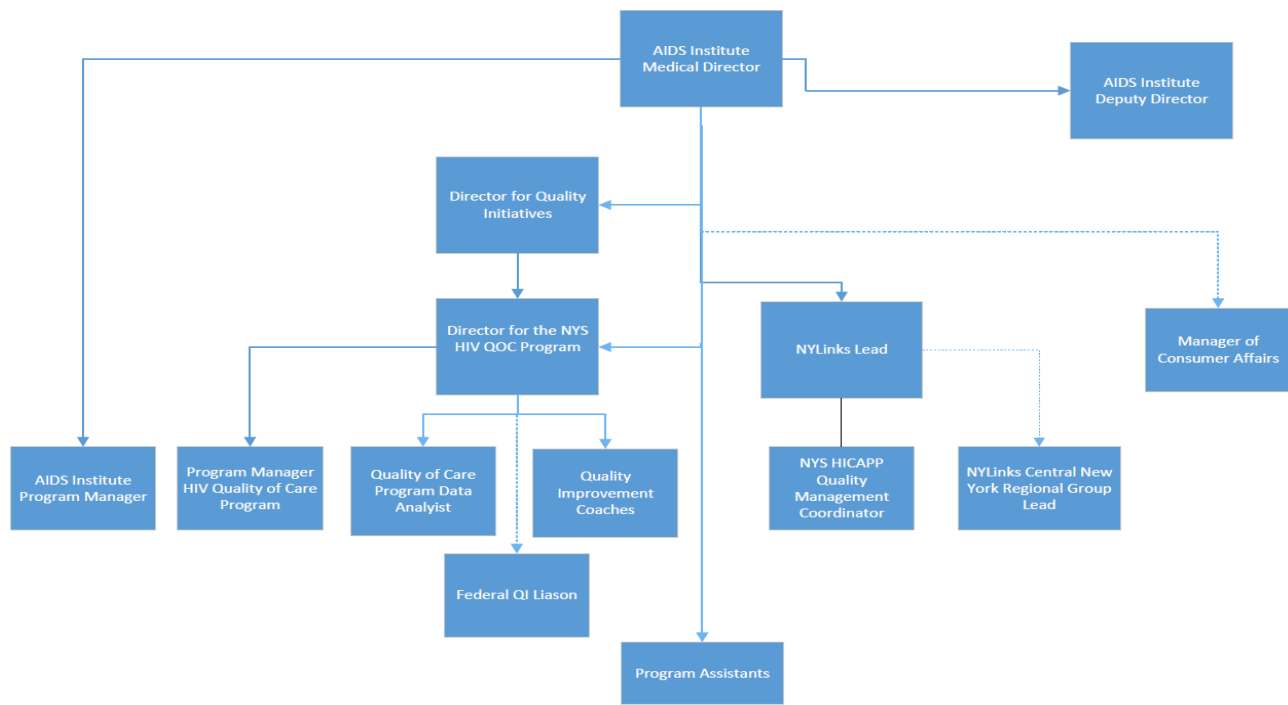 AIDS Institute
Medical Director
AIDS Institute
Deputy Director
Director for Quality
Initiatives
Director for the NYS
HIV QOC Program
NYLinks Lead
Manager of
Consumer Affairs
AIDS Institute
Program Manager
Program Manager
HIV Quality of Care
Program
Quality of Care
Program Data
Analyist
Quality
Improvement
Coaches
NYS HICAPP
Quality
Management
Coordinator
NYLinks Central New
York Regional Group
Lead
Federal QI Liason
Program Assistants